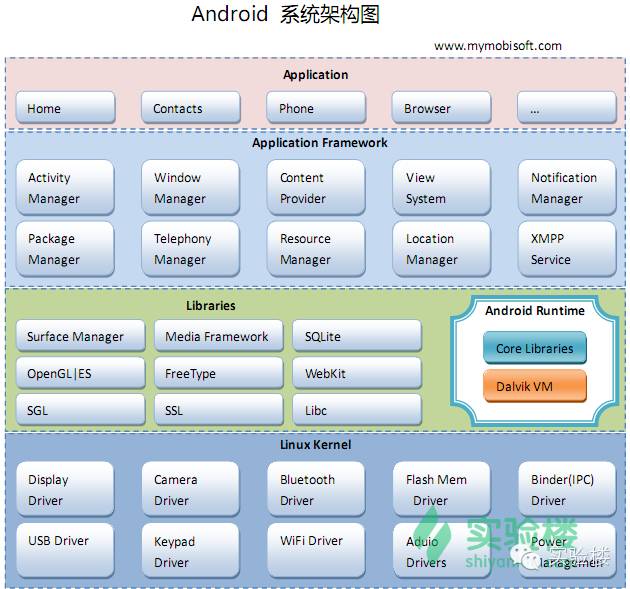 Android 系统架构图
www.mymobisoft.com
Application
Home
Contacts
Phone
Browser
...
Application Framework
Activity
Manager
Window
Manager
Content
Provider
View
System
Notification
Manager
Package
Manager
Telephony
Manager
Resource
Manager
Location
Manager
XMPP
Service
Libraries
Surface Manager
Media Framework
SQLite
OpenGL|ES
FreeType
WebKit
SGL
SSL
Libc
Android Runtime
Core Libraries
Dalvik VM
Linux Kernel
Display
Driver
Camera
Driver
Bluetooth
Driver
Flash Mem
Driver
Binder(IPC)
Driver
USB Driver
Keypad
Driver
WiFi Driver
Aduio
Drivers
Power
Management
实验楼
实验楼